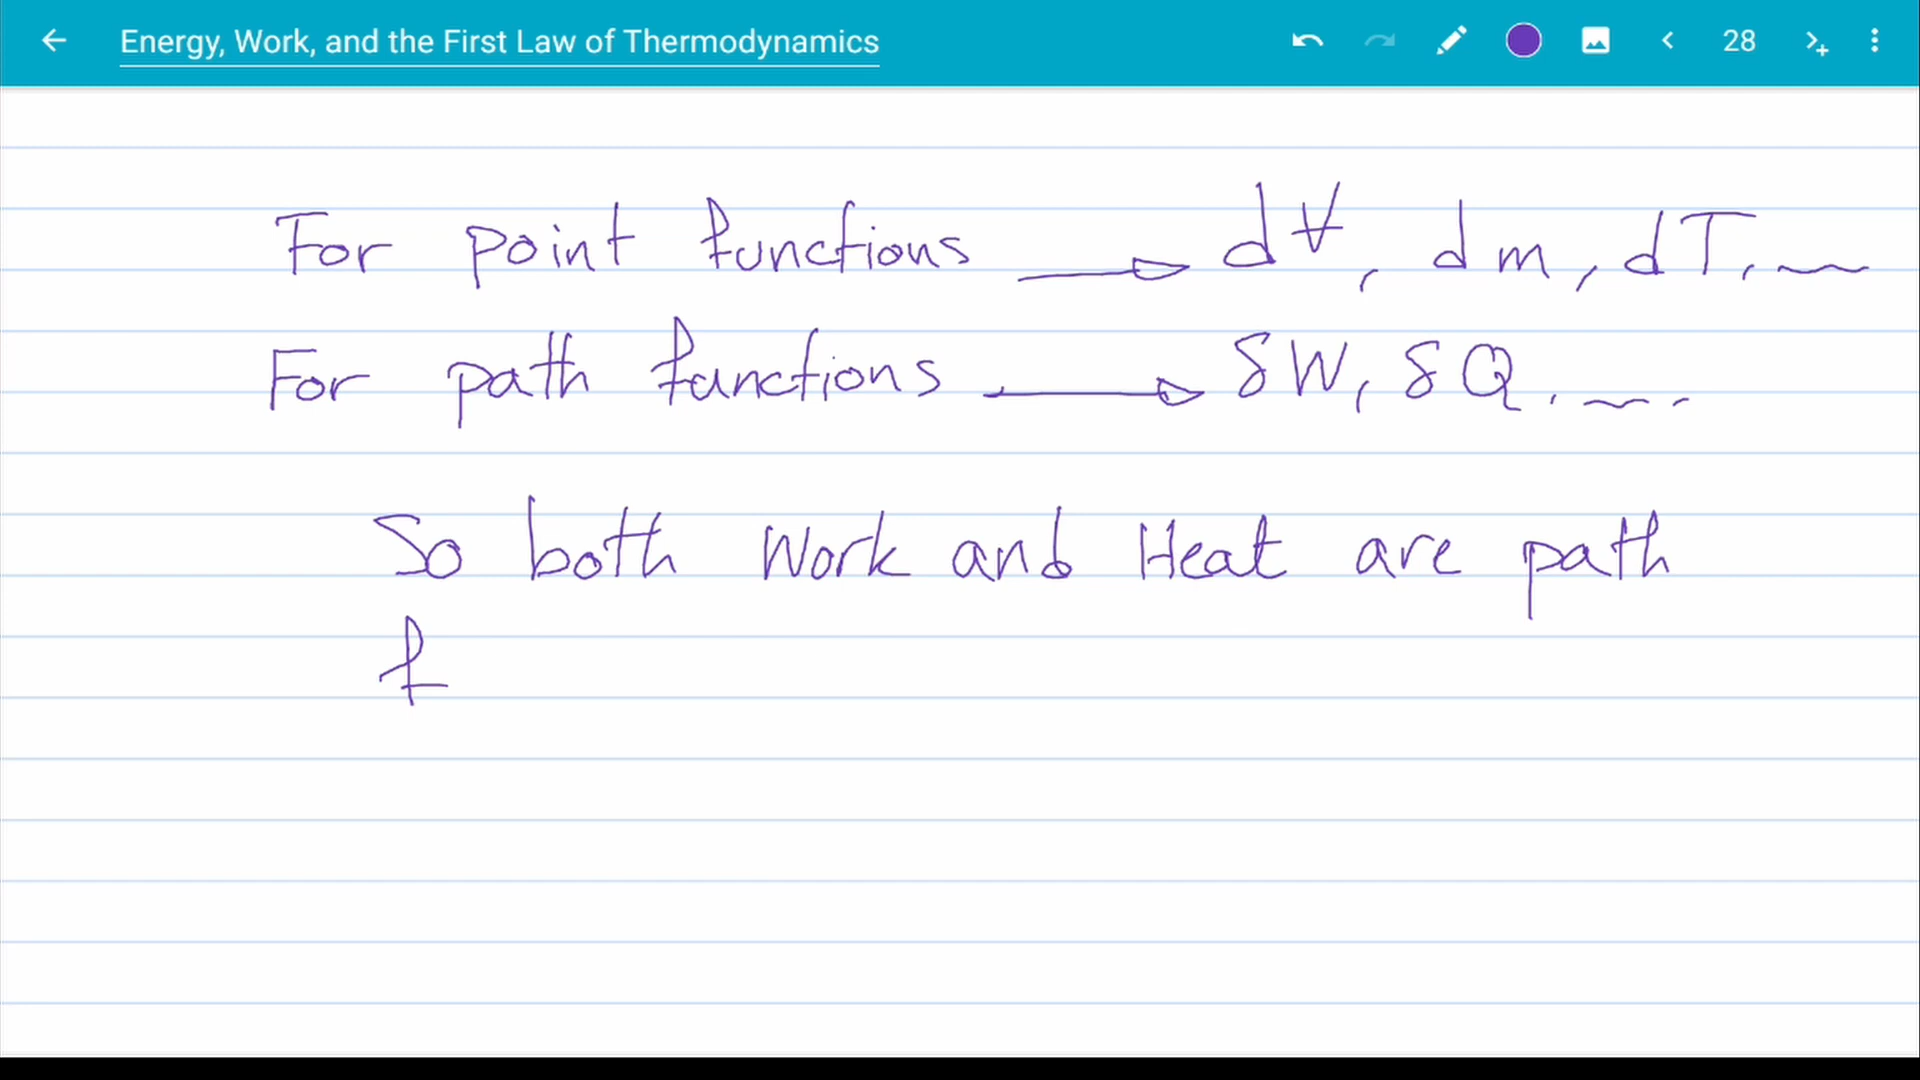 Energy, Work, and the First Law of Thermodynamics 28
For point functions → dV̶, dm, dT, ~
For path functions → δW, δQ, ~.
So both Work and Heat are path
f